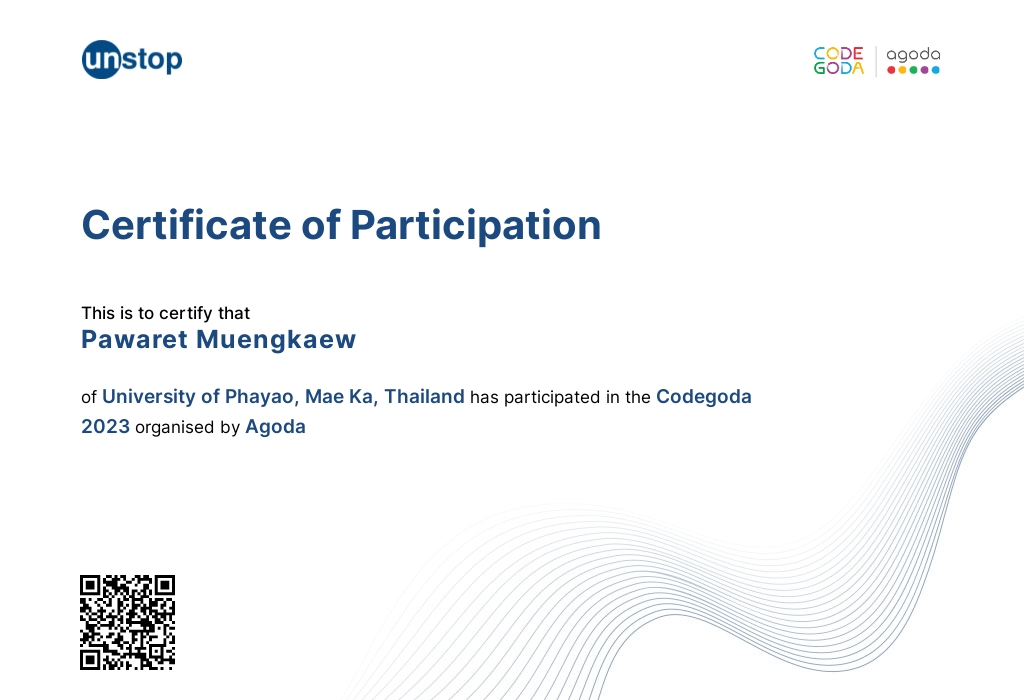 unstop
CODE
GODA
agoda
Certificate of Participation
This is to certify that
Pawaret Muengkaew
of University of Phayao, Mae Ka, Thailand has participated in the Codegoda
2023 organised by Agoda